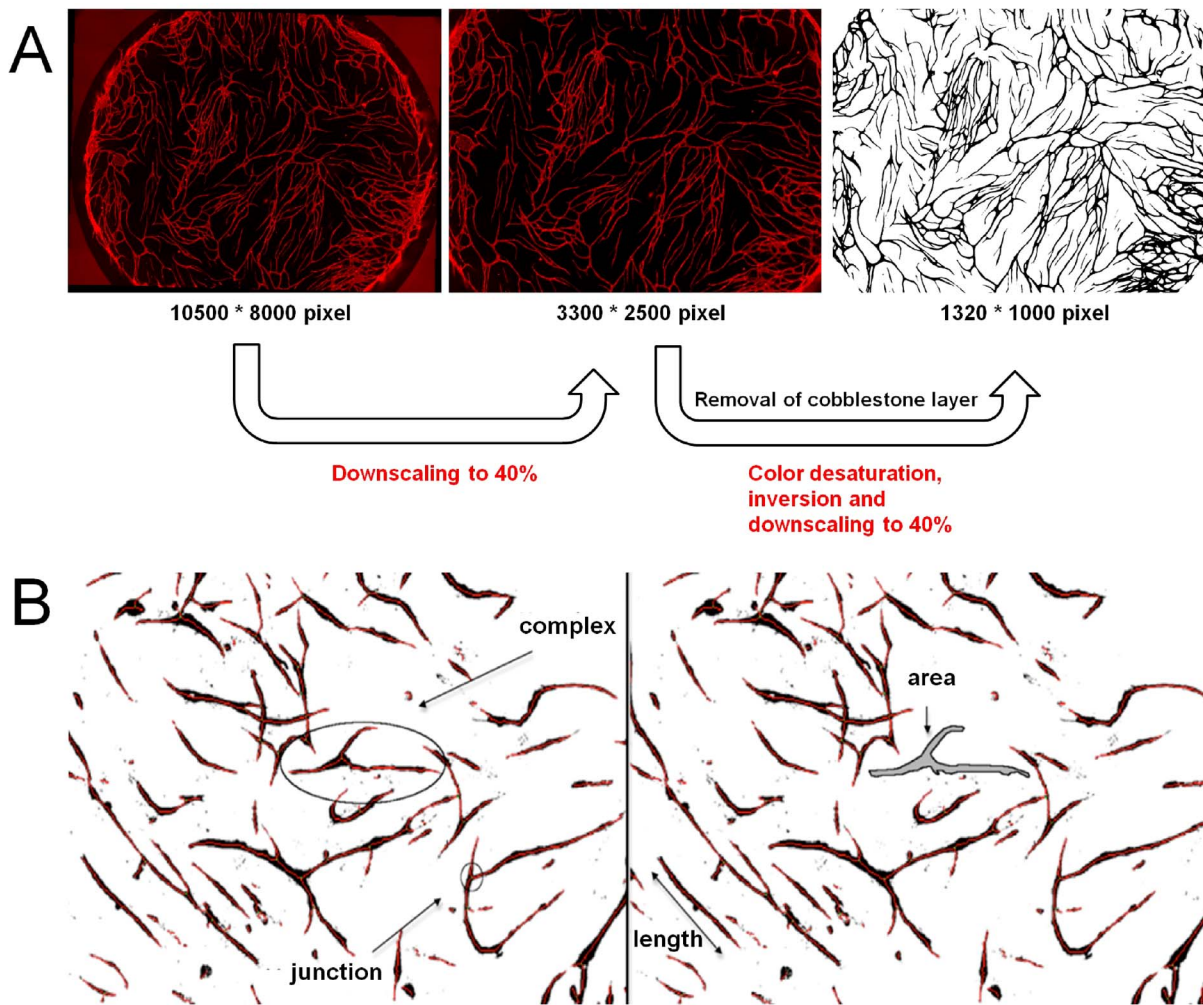 A
10500 * 8000 pixel
3300 * 2500 pixel
1320 * 1000 pixel
Removal of cobblestone layer
Downscaling to 40%
Color desaturation,
inversion and
downscaling to 40%
B
complex
junction
area
length